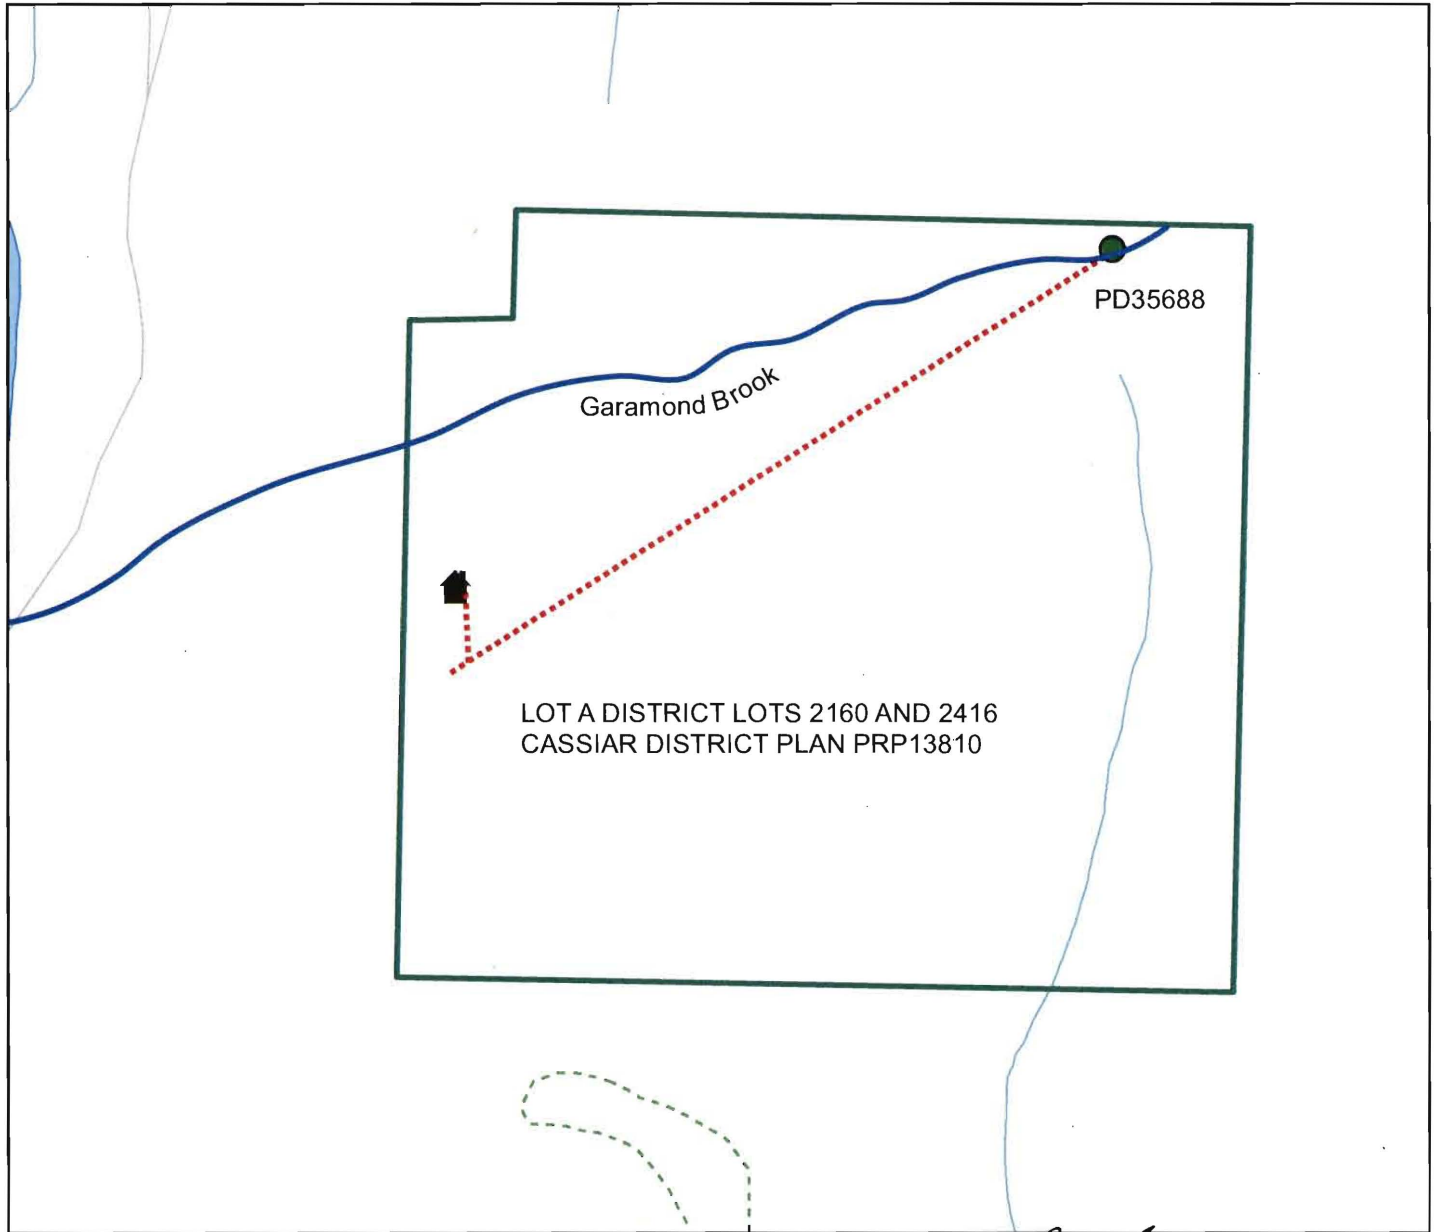 PD35688
Garamond Brook
LOT A DISTRICT LOTS 2160 AND 2416
CASSIAR DISTRICT PLAN PRP13810